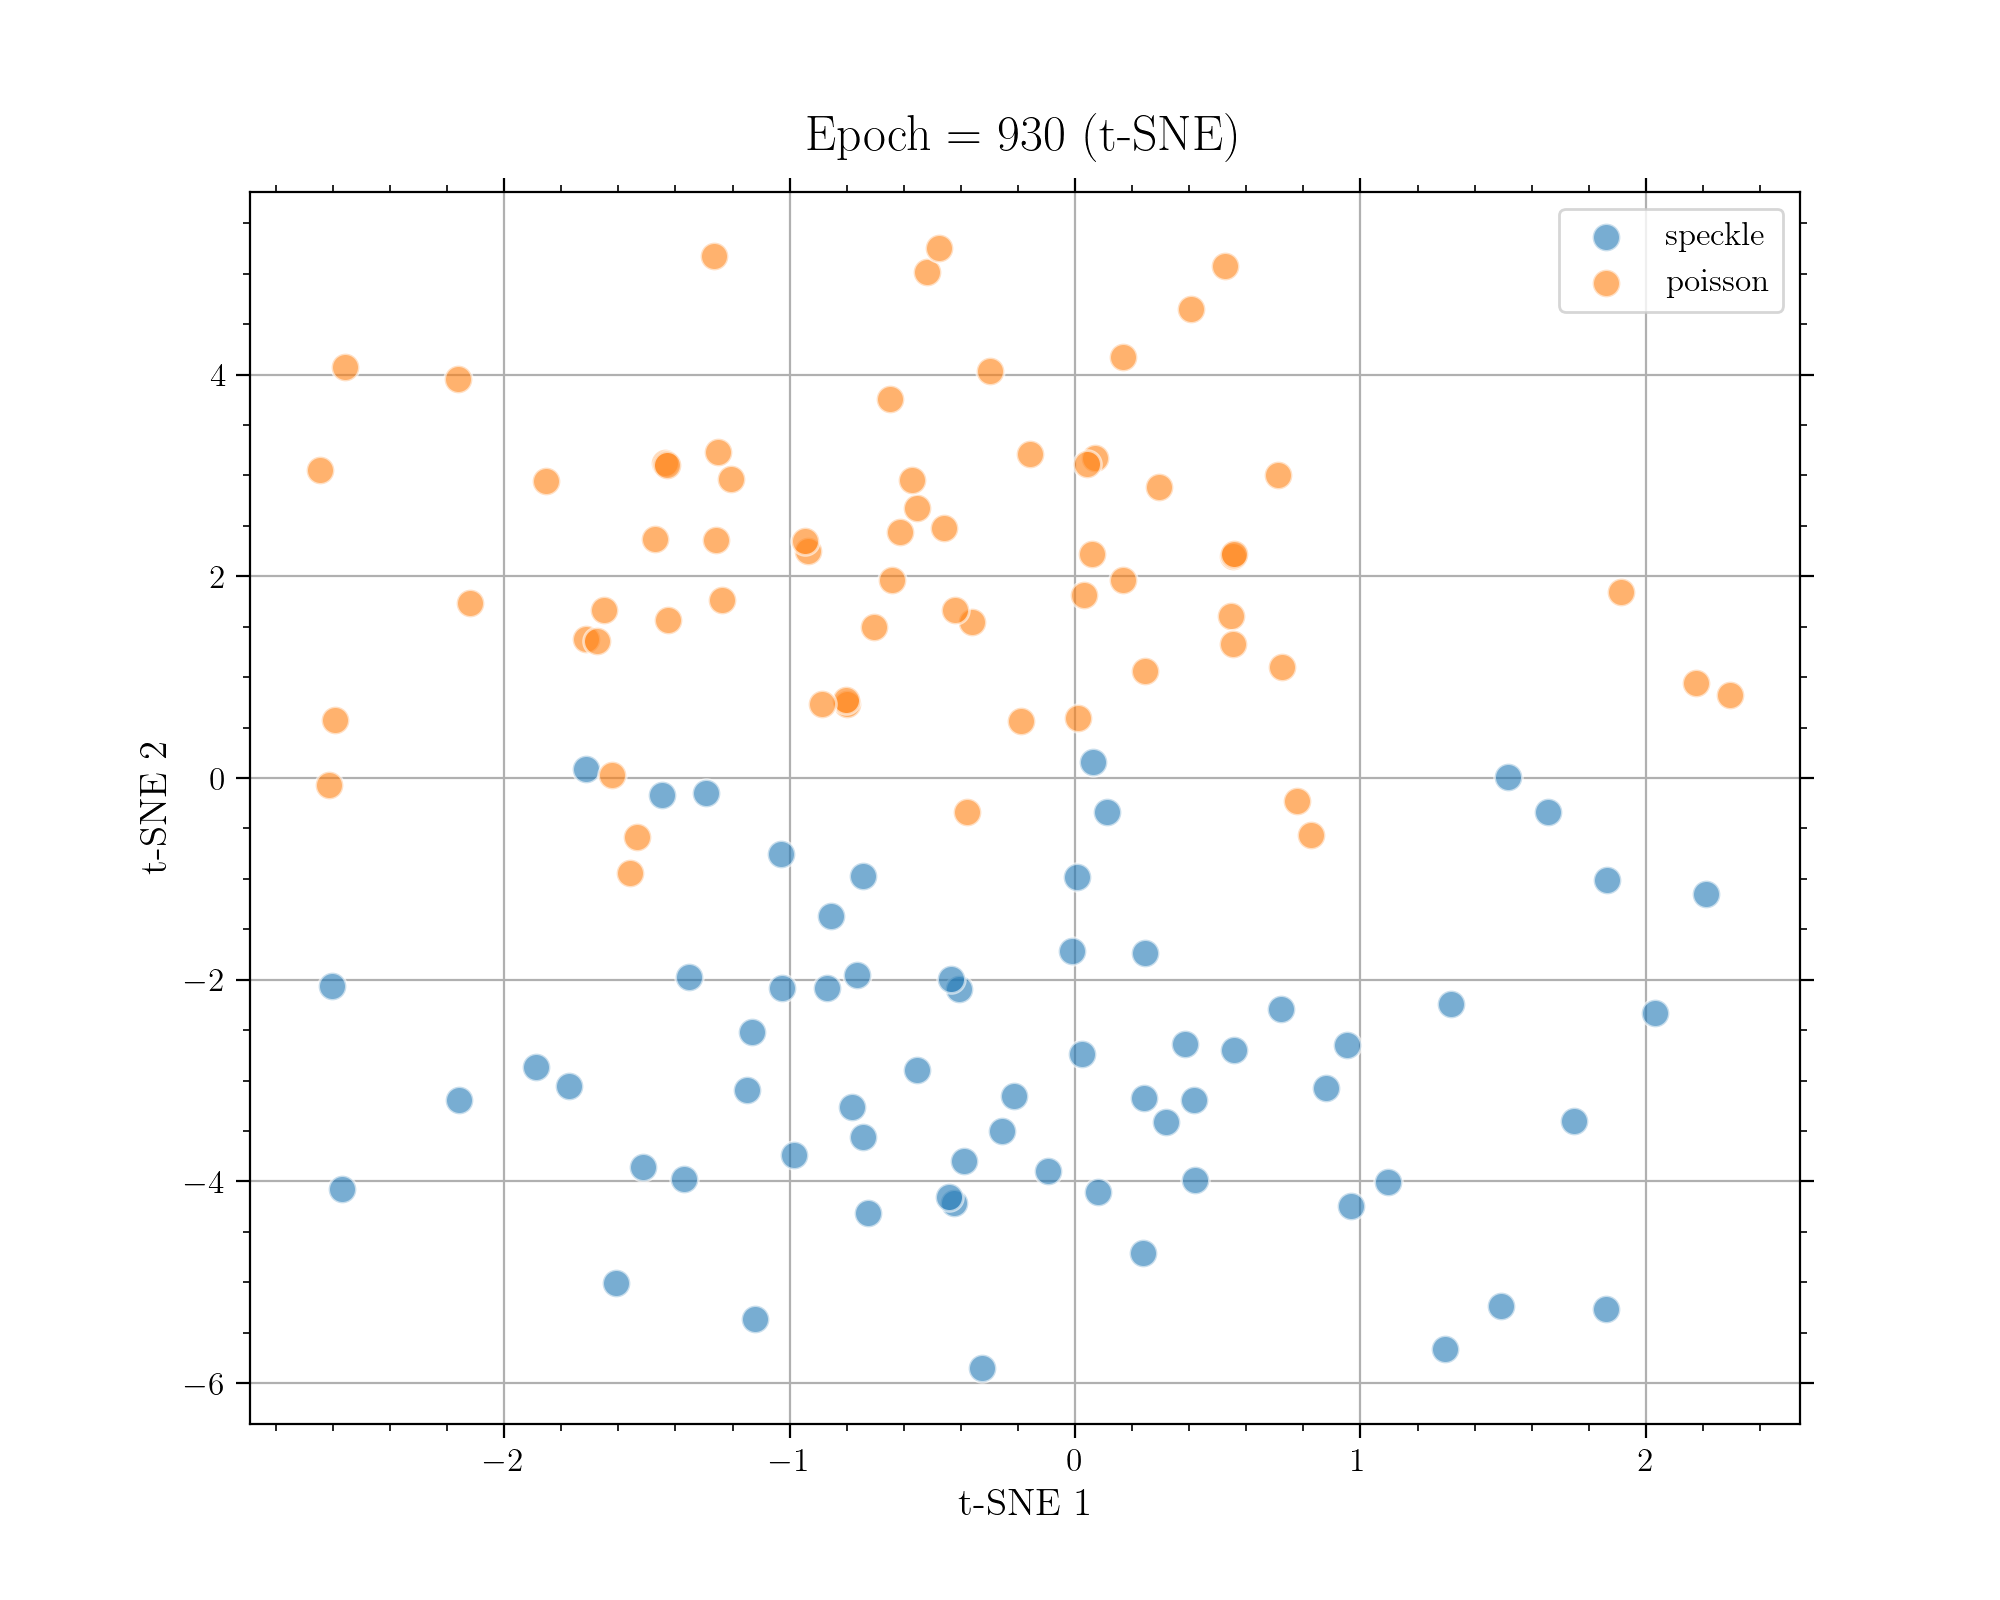 Epoch = 930 (t-SNE)
speckle
poisson
4
2
0
−2
−4
−6
t-SNE 2
−2
−1
0
1
2
t-SNE 1